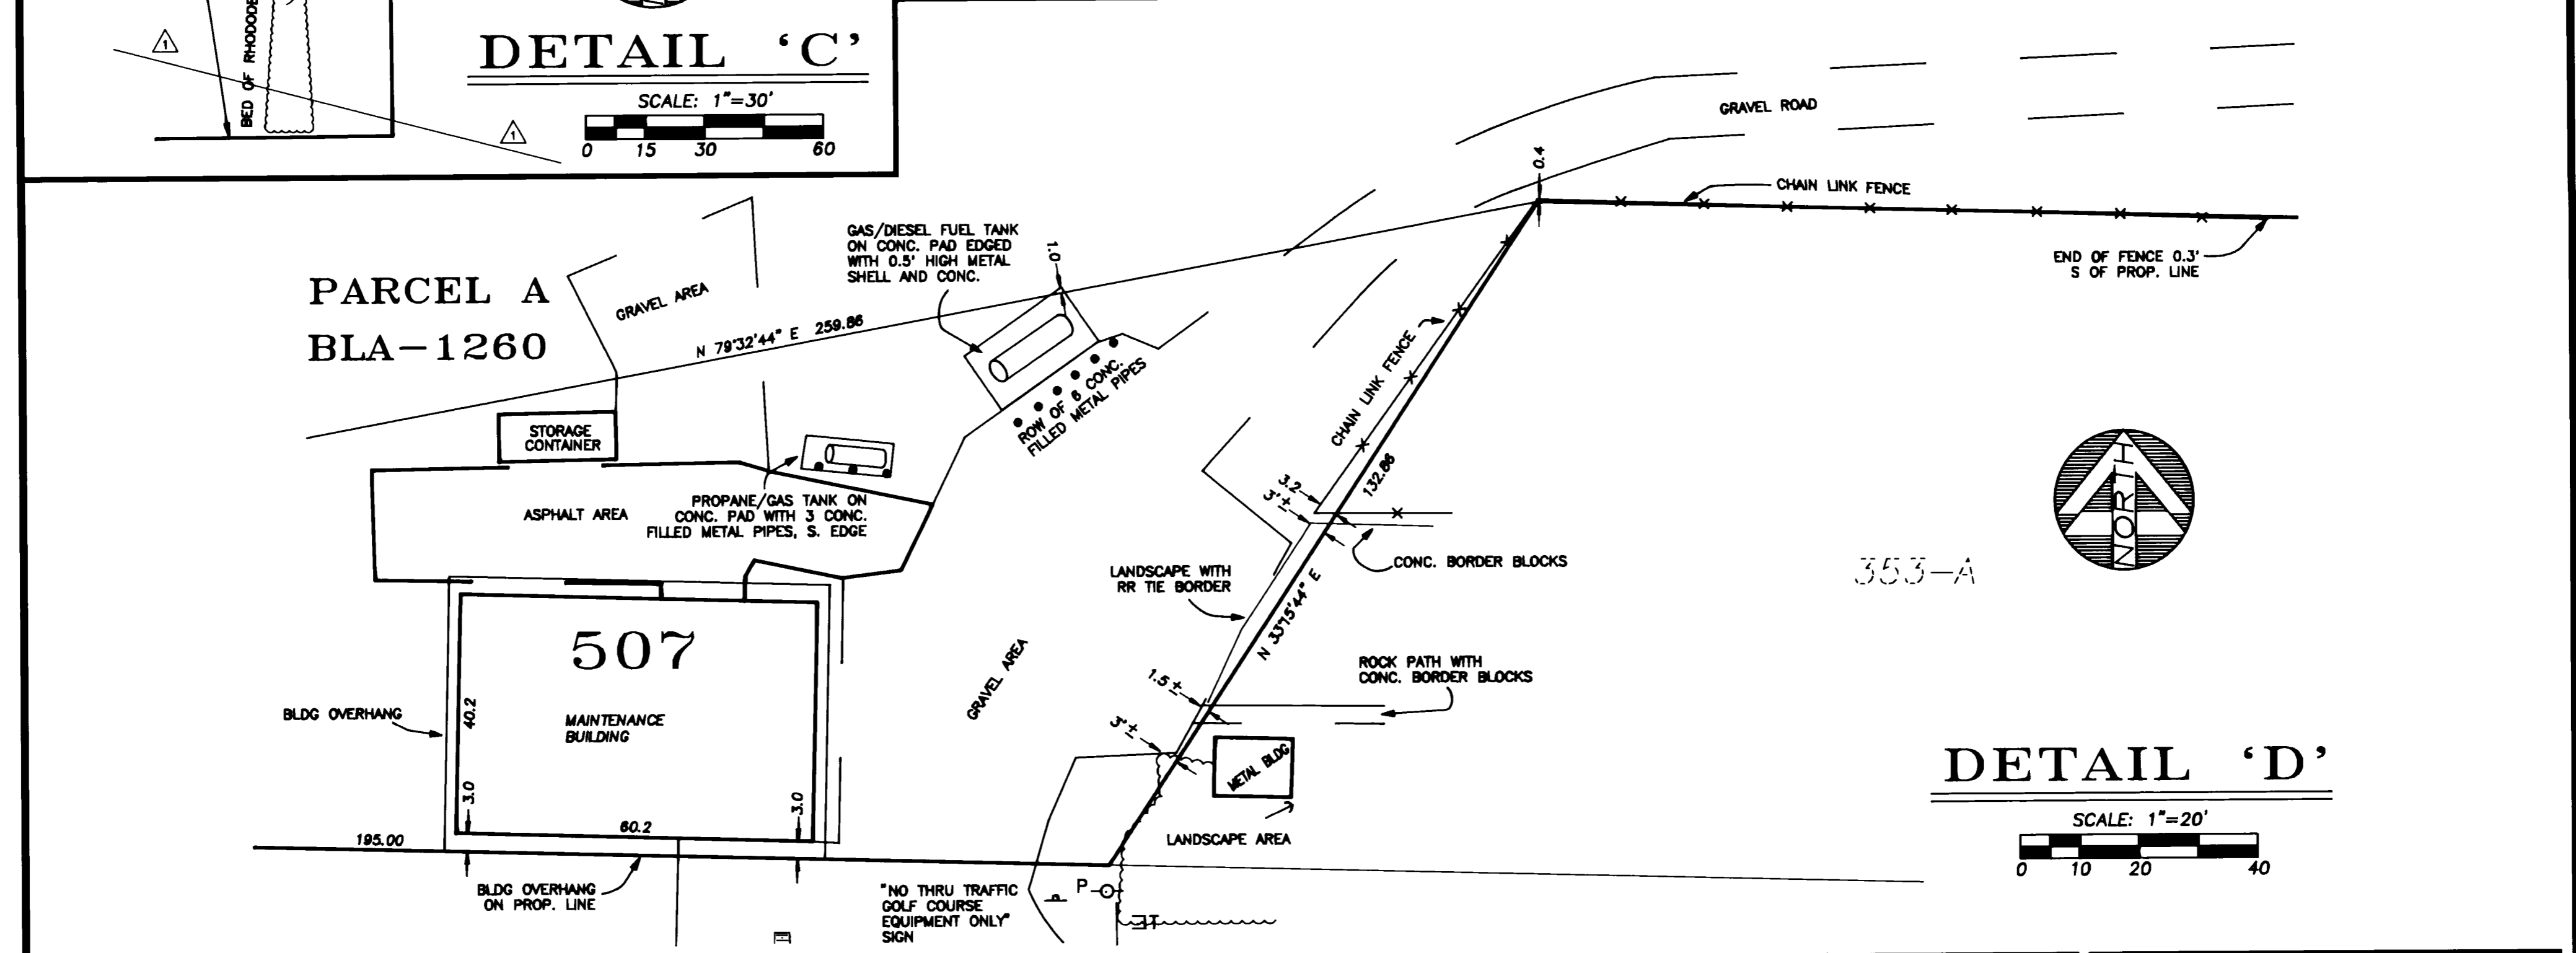 BED OF RHODODE
1
1
DETAIL 'C'
SCALE: 1"=30'
0 15 30 60
GRAVEL ROAD
0.4
CHAIN LINK FENCE
END OF FENCE 0.3'
S OF PROP. LINE
PARCEL A
BLA-1260
GRAVEL AREA
GAS/DIESEL FUEL TANK
ON CONC. PAD EDGED
WITH 0.5' HIGH METAL
SHELL AND CONC.
1.0
N 79°32'44" E 259.86
ROW OF 6 CONC.
FILLED METAL PIPES
CHAIN LINK FENCE
STORAGE
CONTAINER
ASPHALT AREA
PROPANE/GAS TANK ON
CONC. PAD WITH 3 CONC.
FILLED METAL PIPES, S. EDGE
3.2
3'±
132.86
CONC. BORDER BLOCKS
LANDSCAPE WITH
RR TIE BORDER
N 33°15'44" E
353-A
NORTH
507
MAINTENANCE
BUILDING
BLDG OVERHANG
40.2
3.0
60.2
3.0
GRAVEL AREA
1.5±
3'±
ROCK PATH WITH
CONC. BORDER BLOCKS
METAL BLDG
LANDSCAPE AREA
195.00
BLDG OVERHANG
ON PROP. LINE
"NO THRU TRAFFIC
GOLF COURSE
EQUIPMENT ONLY"
SIGN
P
DETAIL 'D'
SCALE: 1"=20'
0 10 20 40